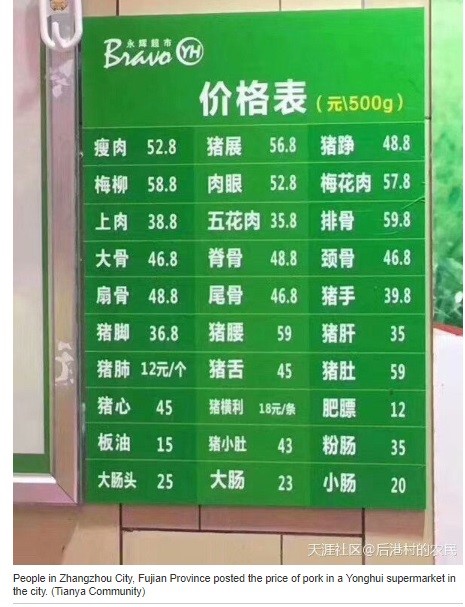 永辉超市
Bravo YH
价格表（元\500g）
瘦肉 52.8 猪展 56.8 猪踭 48.8
梅柳 58.8 肉眼 52.8 梅花肉 57.8
上肉 38.8 五花肉 35.8 排骨 59.8
大骨 46.8 脊骨 48.8 颈骨 46.8
扇骨 48.8 尾骨 46.8 猪手 39.8
猪脚 36.8 猪腰 59 猪肝 35
猪肺 12元/个 猪舌 45 猪肚 59
猪心 45 猪横利 18元/条 肥膘 12
板油 15 猪小肚 43 粉肠 35
大肠头 25 大肠 23 小肠 20
天涯社区@后港村的农民
People in Zhangzhou City, Fujian Province posted the price of pork in a Yonghui supermarket in
the city. (Tianya Community)